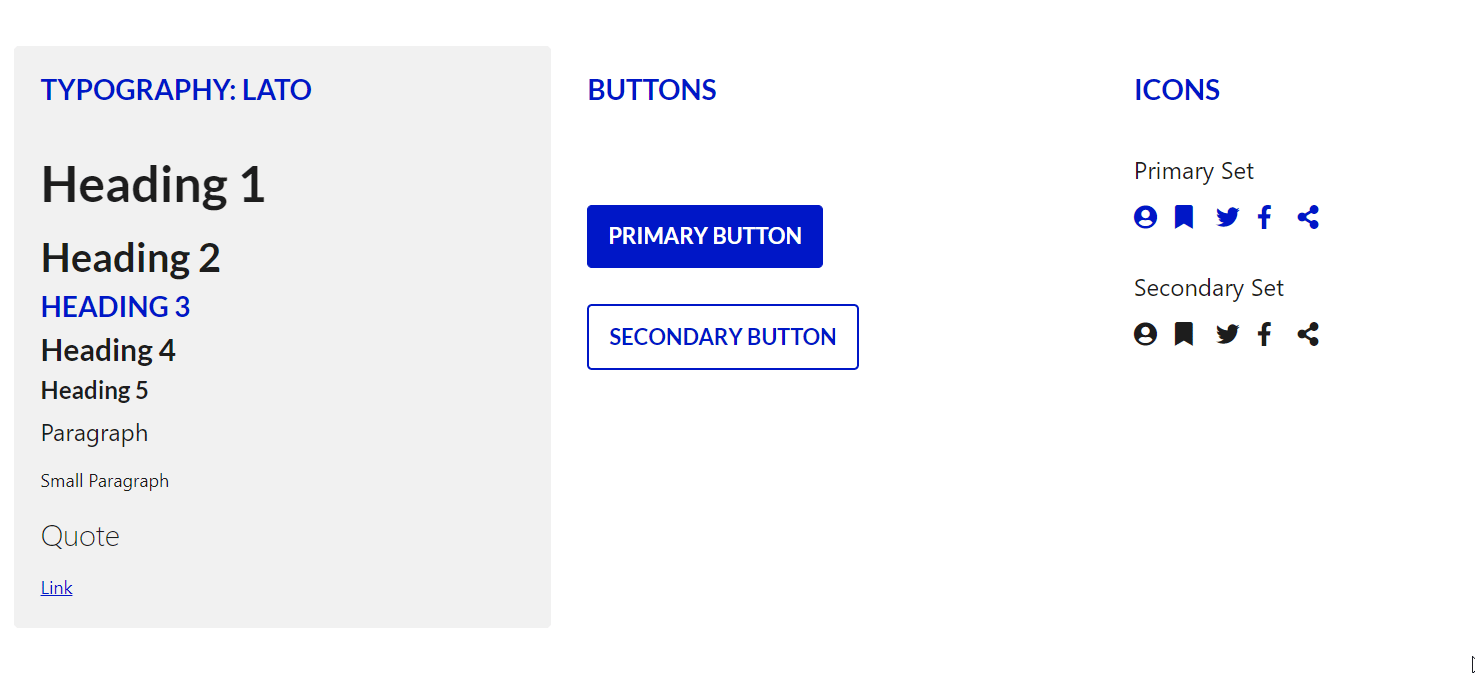 TYPOGRAPHY: LATO
Heading 1
Heading 2
HEADING 3
Heading 4
Heading 5
Paragraph
Small Paragraph
Quote
Link
BUTTONS
PRIMARY BUTTON
SECONDARY BUTTON
ICONS
Primary Set
Secondary Set